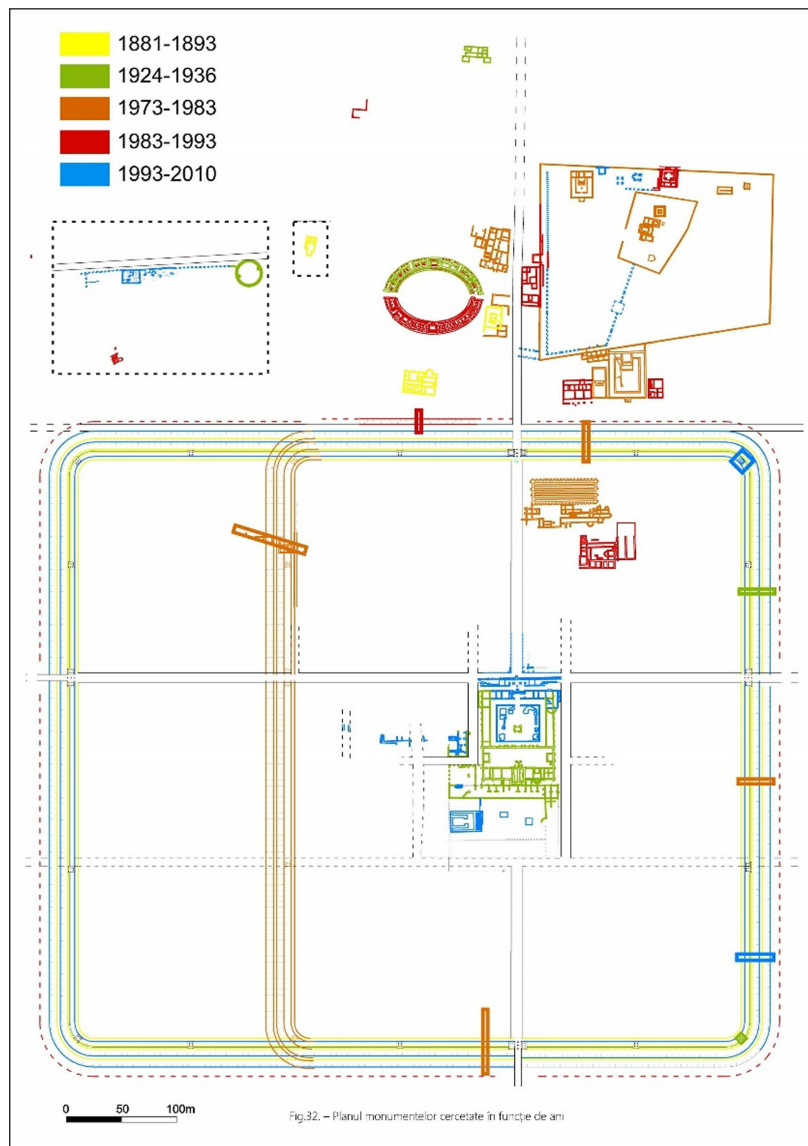 1881-1893
1924-1936
1973-1983
1983-1993
1993-2010
0 50 100m
Fig.32. – Planul monumentelor cercetate în funcție de ani